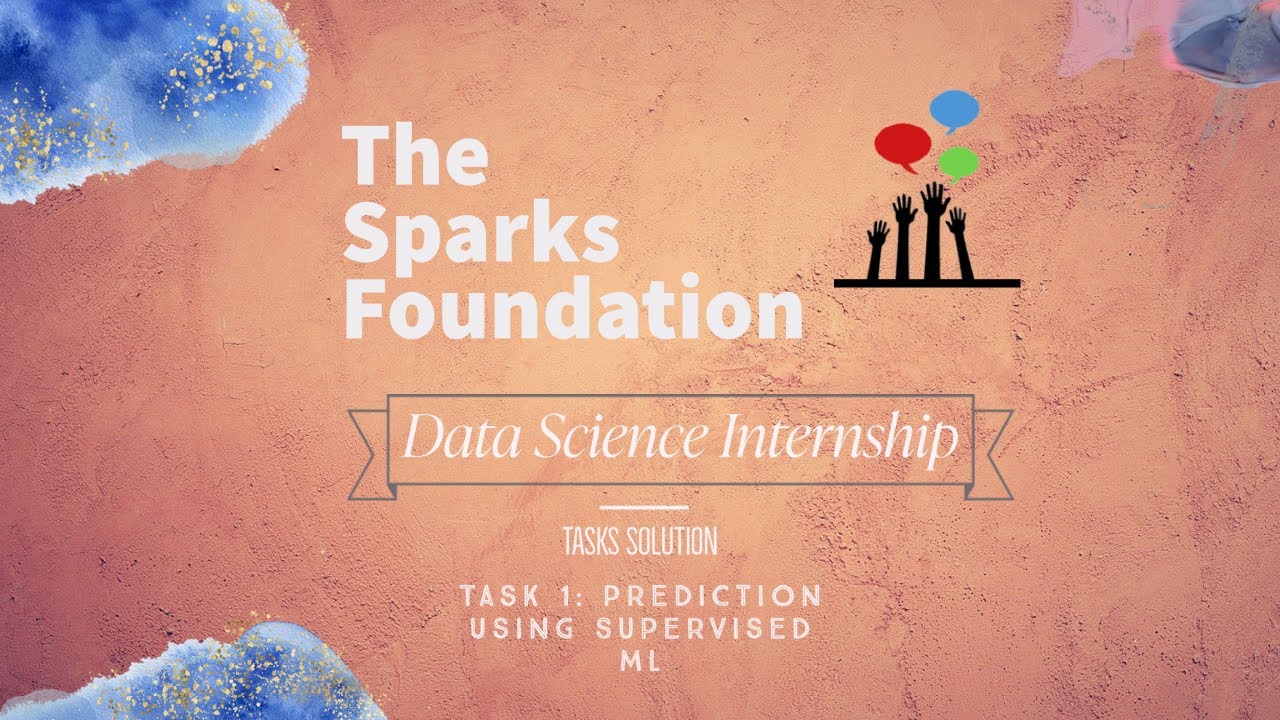 The
Sparks
Foundation
Data Science Internship
TASKS SOLUTION
TASK 1: PREDICTION
USING SUPERVISED
ML